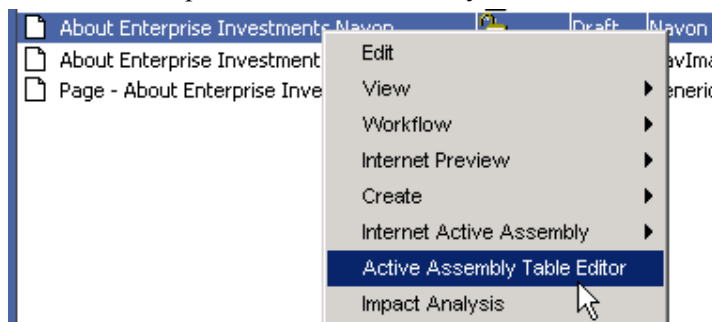 About Enterprise Investments Navon Draft Navon
About Enterprise Investment
Page - About Enterprise Inve
Edit
View
Workflow
Internet Preview
Create
Internet Active Assembly
Active Assembly Table Editor
Impact Analysis